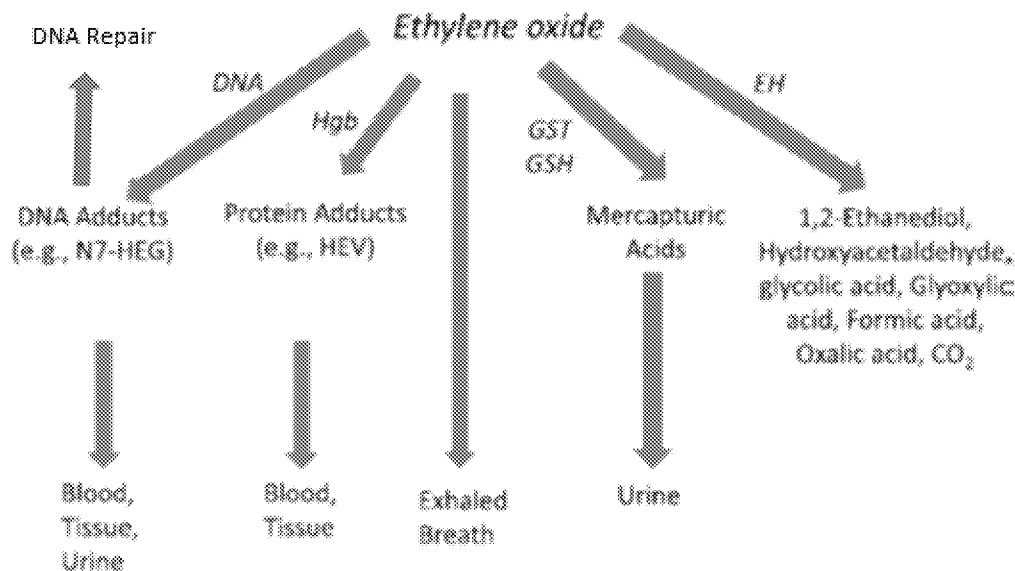 Ethylene oxide
DNA Repair
DNA
EH
Hgb
GST
GSH
DNA Adducts
(e.g., N7-HEG)
Protein Adducts
(e.g., HEV)
Mercapturic
Acids
1,2-Ethanediol,
Hydroxyacetaldehyde,
glycolic acid, Glyoxylic
acid, Formic acid,
Oxalic acid, CO₂
Blood,
Tissue,
Urine
Blood,
Tissue
Exhaled
Breath
Urine